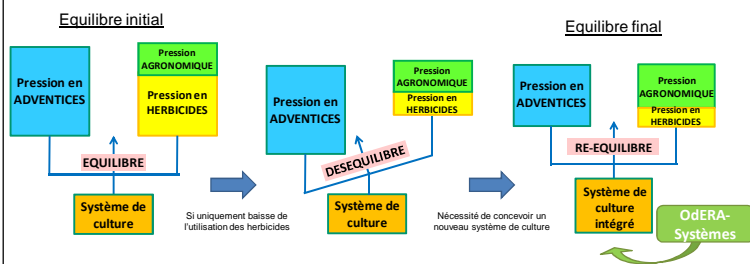 Equilibre initial
Pression en
ADVENTICES
Pression
AGRONOMIQUE
Pression en
HERBICIDES
EQUILIBRE
Système de
culture
Si uniquement baisse de
l'utilisation des herbicides
Pression en
ADVENTICES
Pression
AGRONOMIQUE
Pression en
HERBICIDES
DESEQUILIBRE
Système de
culture
Nécessité de concevoir un
nouveau système de culture
Equilibre final
Pression en
ADVENTICES
Pression
AGRONOMIQUE
Pression en
HERBICIDES
RE-EQUILIBRE
Système de
culture
intégré
OdERA-
Systèmes